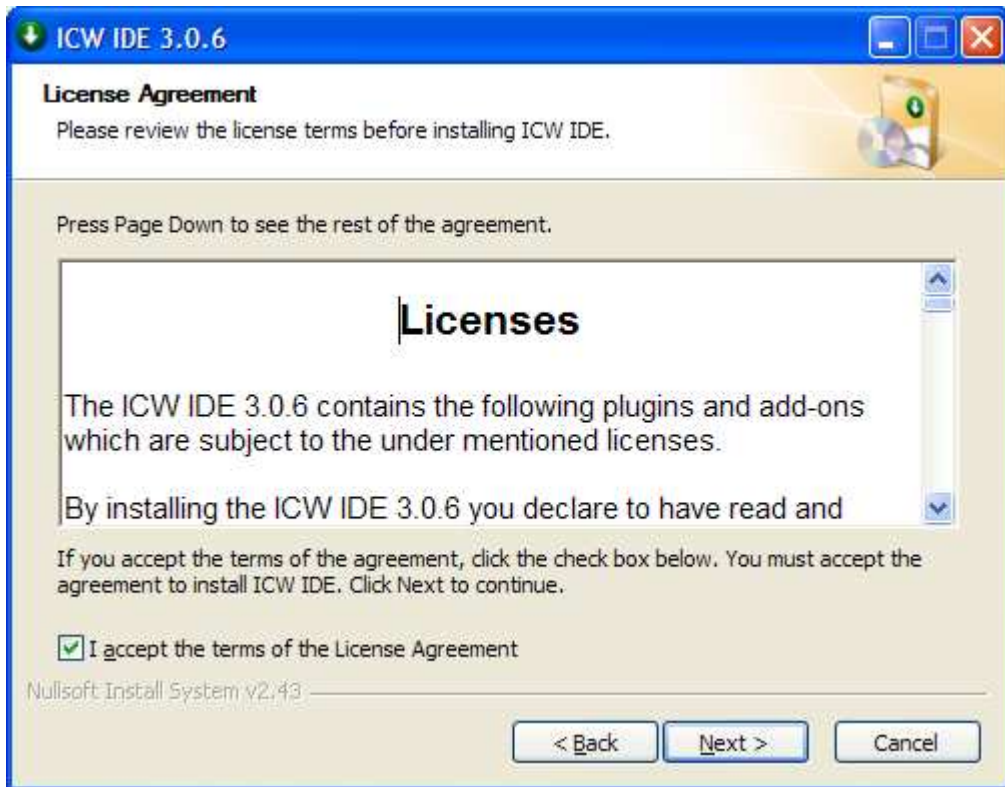 ICW IDE 3.0.6
License Agreement
Please review the license terms before installing ICW IDE.
Press Page Down to see the rest of the agreement.
Licenses
The ICW IDE 3.0.6 contains the following plugins and add-ons
which are subject to the under mentioned licenses.
By installing the ICW IDE 3.0.6 you declare to have read and
If you accept the terms of the agreement, click the check box below. You must accept the
agreement to install ICW IDE. Click Next to continue.
I accept the terms of the License Agreement
Nullsoft Install System v2.43
< Back Next > Cancel